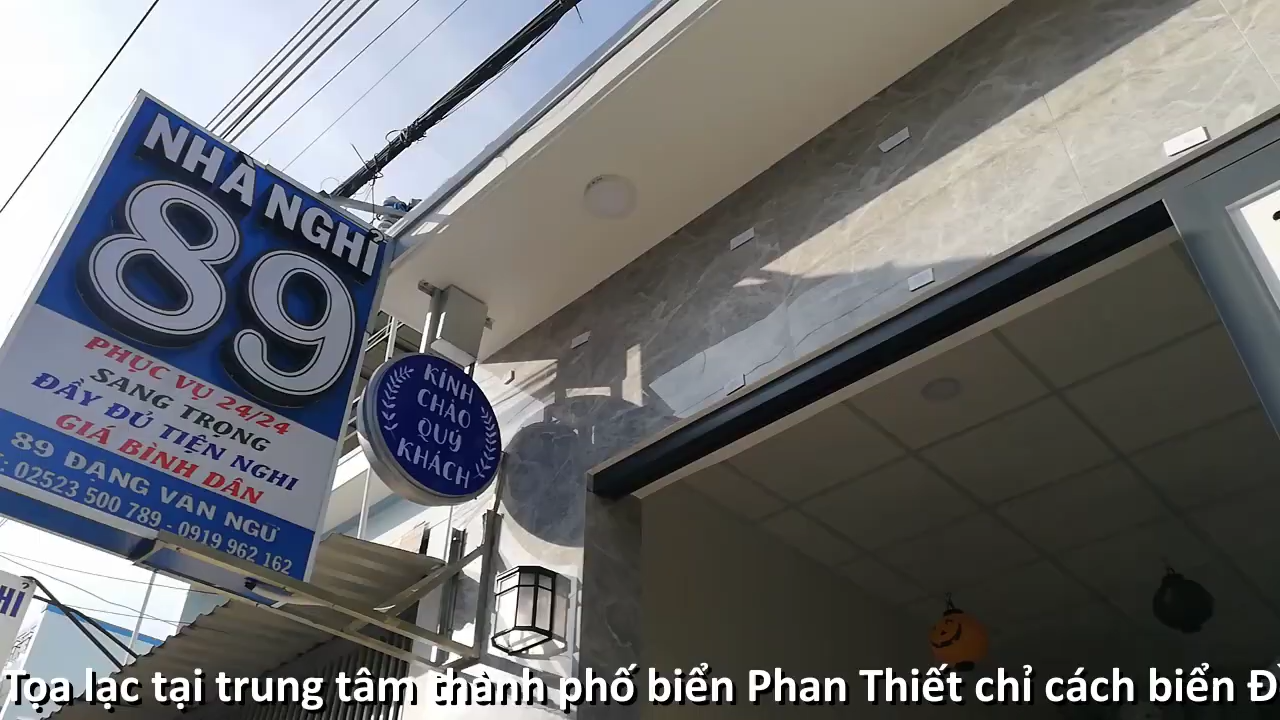 NHÀ NGHỈ
89
PHỤC VỤ 24/24
SANG TRỌNG
ĐẦY ĐỦ TIỆN NGHI
GIÁ BÌNH DÂN
89 ĐẶNG VĂN NGỮ
: 02523 500 789 - 0919 962 162
KÍNH
CHÀO
QUÝ
KHÁCH
HỈ
Tọa lạc tại trung tâm thành phố biển Phan Thiết chỉ cách biển Đ